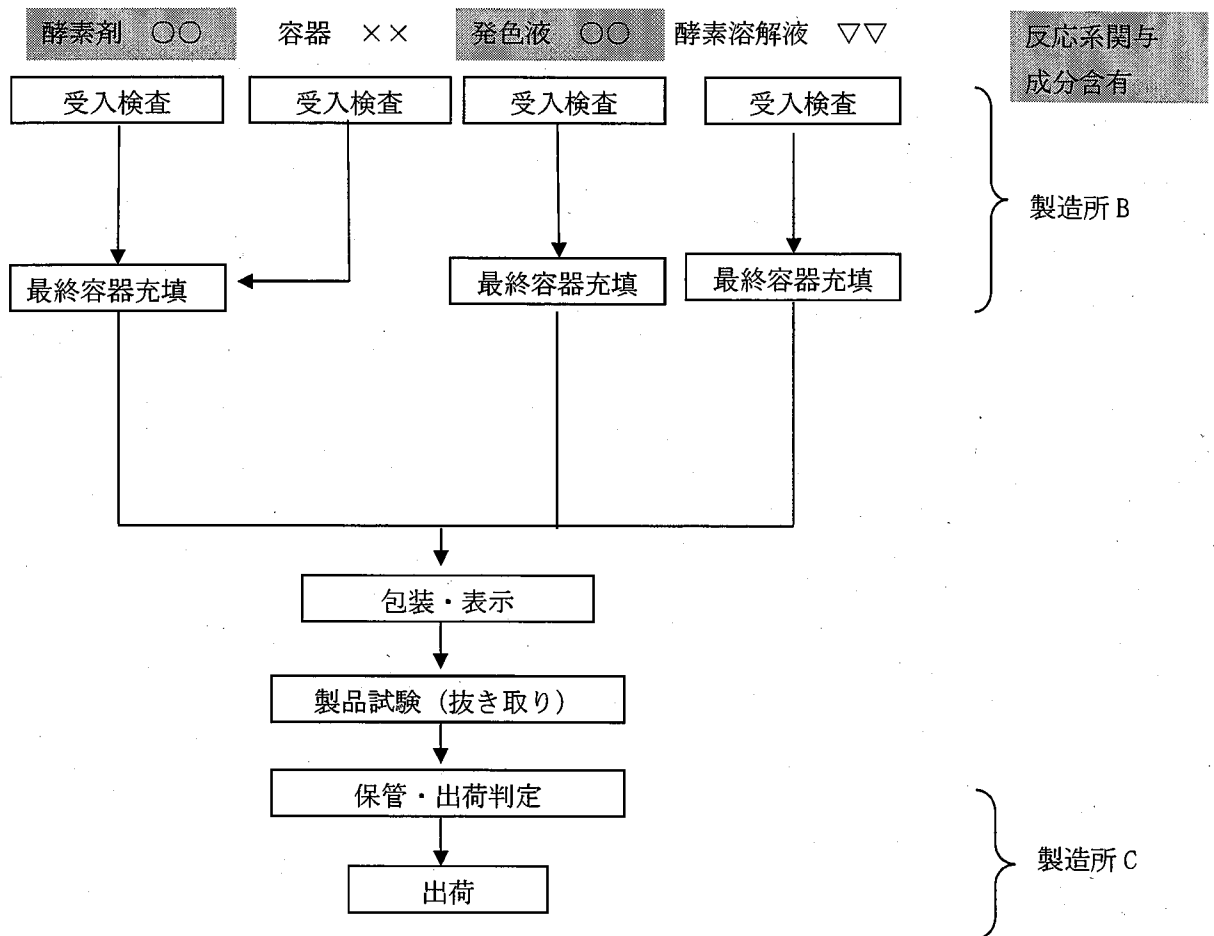 酵素剤 ○○
容器 ××
発色液 ○○
酵素溶解液 ▽▽
反応系関与
成分含有
受入検査
受入検査
受入検査
受入検査
製造所B
最終容器充填
最終容器充填
最終容器充填
包装・表示
製品試験(抜き取り)
保管・出荷判定
製造所C
出荷